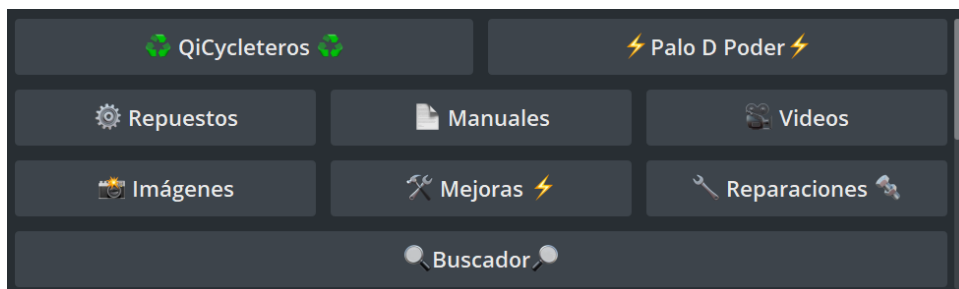 ♻️ QiCycleteros ♻️ ⚡Palo D Poder⚡
⚙️ Repuestos 📄 Manuales 🎥 Videos
📸 Imágenes 🛠 Mejoras ⚡ 🔧 Reparaciones 🔩
🔍Buscador🔎